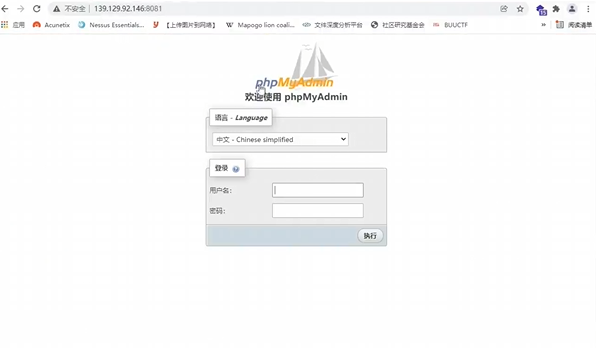 不安全 | 139.129.92.146:8081
应用 Acunetix Nessus Essentials... 【上传图片到网络】 Mapogo lion coali... 文件深度分析平台 社区研究基金会 BUUCTF » 阅读清单
phpMyAdmin
欢迎使用 phpMyAdmin
语言 - Language
中文 - Chinese simplified
登录
用户名:
密码:
执行